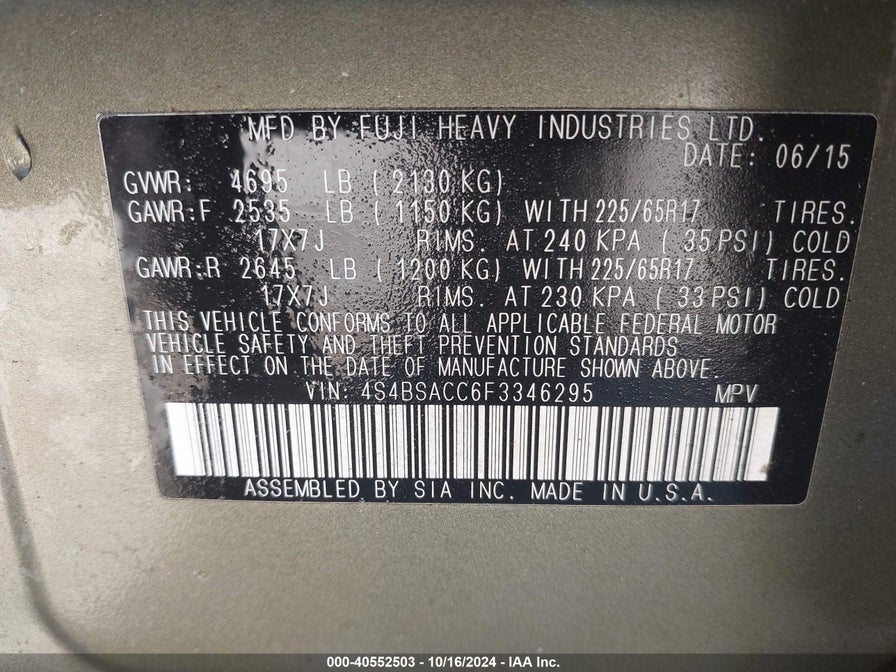 MFD BY FUJI HEAVY INDUSTRIES LTD.
DATE: 06/15
GVWR: 4695 LB ( 2130 KG)
GAWR:F 2535 LB ( 1150 KG) WITH 225/65R17 TIRES.
17X7J RIMS. AT 240 KPA ( 35 PSI) COLD
GAWR:R 2645 LB ( 1200 KG) WITH 225/65R17 TIRES.
17X7J RIMS. AT 230 KPA ( 33 PSI) COLD
THIS VEHICLE CONFORMS TO ALL APPLICABLE FEDERAL MOTOR
VEHICLE SAFETY AND THEFT PREVENTION STANDARDS
IN EFFECT ON THE DATE OF MANUFACTURE SHOWN ABOVE.
VIN: 4S4BSACC6F3346295 MPV
ASSEMBLED BY SIA INC. MADE IN U.S.A.
000-40552503 - 10/16/2024 - IAA Inc.